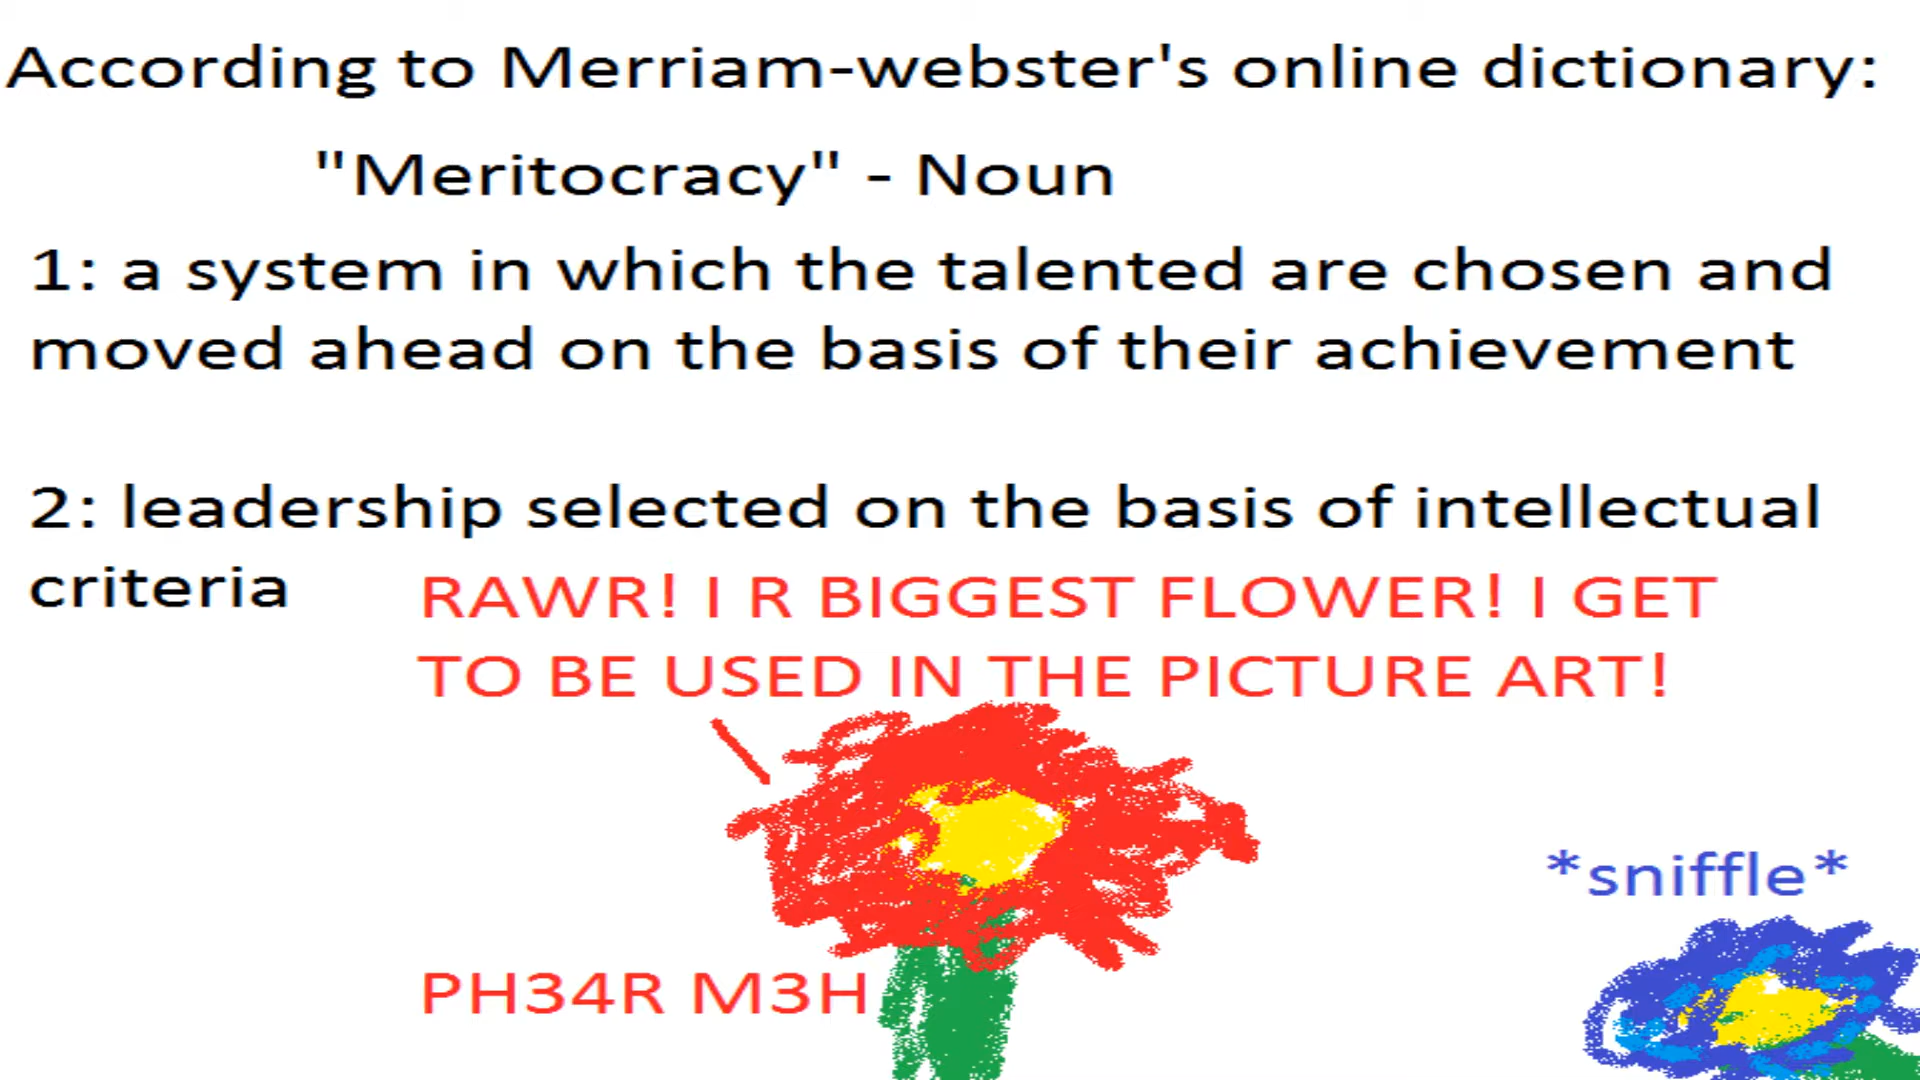 According to Merriam-webster's online dictionary:
"Meritocracy" - Noun
1: a system in which the talented are chosen and
moved ahead on the basis of their achievement
2: leadership selected on the basis of intellectual
criteria
RAWR! I R BIGGEST FLOWER! I GET
TO BE USED IN THE PICTURE ART!
*sniffle*
PH34R M3H